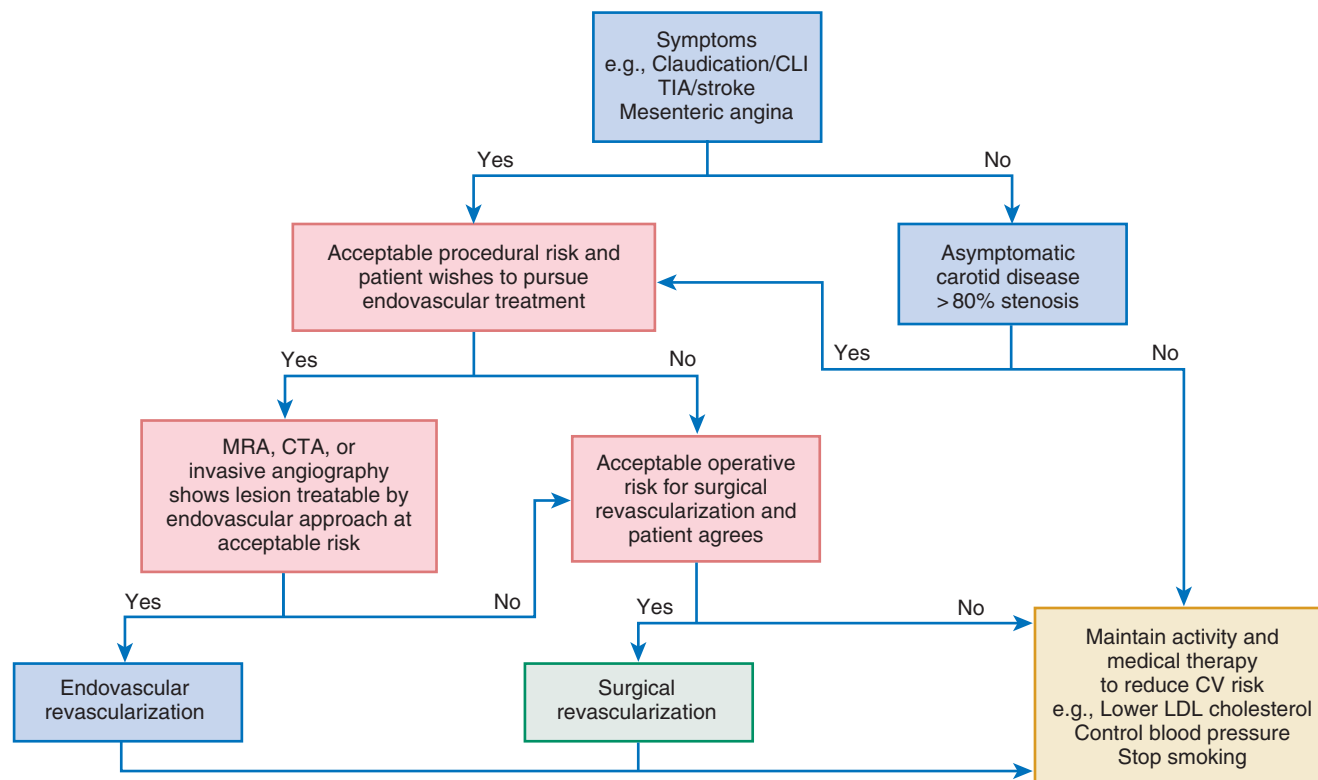 Symptoms
e.g., Claudication/CLI
TIA/stroke
Mesenteric angina
Yes
No
Acceptable procedural risk and
patient wishes to pursue
endovascular treatment
Asymptomatic
carotid disease
>80% stenosis
Yes
No
Yes
No
MRA, CTA, or
invasive angiography
shows lesion treatable by
endovascular approach at
acceptable risk
Acceptable operative
risk for surgical
revascularization and
patient agrees
Yes
No
Yes
No
Endovascular
revascularization
Surgical
revascularization
Maintain activity and
medical therapy
to reduce CV risk
e.g., Lower LDL cholesterol
Control blood pressure
Stop smoking